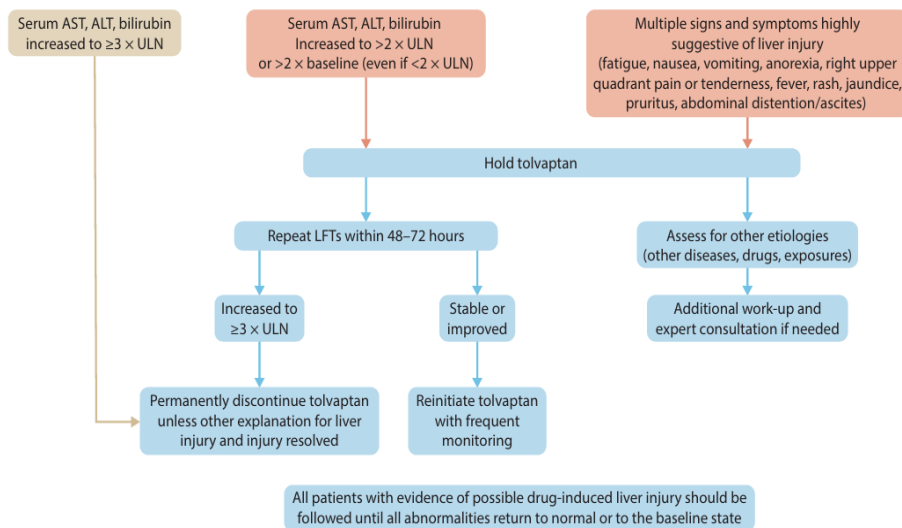 Serum AST, ALT, bilirubin
increased to ≥3 × ULN
Serum AST, ALT, bilirubin
Increased to >2 × ULN
or >2 × baseline (even if <2 × ULN)
Multiple signs and symptoms highly
suggestive of liver injury
(fatigue, nausea, vomiting, anorexia, right upper
quadrant pain or tenderness, fever, rash, jaundice,
pruritus, abdominal distention/ascites)
Hold tolvaptan
Repeat LFTs within 48–72 hours
Assess for other etiologies
(other diseases, drugs, exposures)
Increased to
≥3 × ULN
Stable or
improved
Additional work-up and
expert consultation if needed
Permanently discontinue tolvaptan
unless other explanation for liver
injury and injury resolved
Reinitiate tolvaptan
with frequent
monitoring
All patients with evidence of possible drug-induced liver injury should be
followed until all abnormalities return to normal or to the baseline state